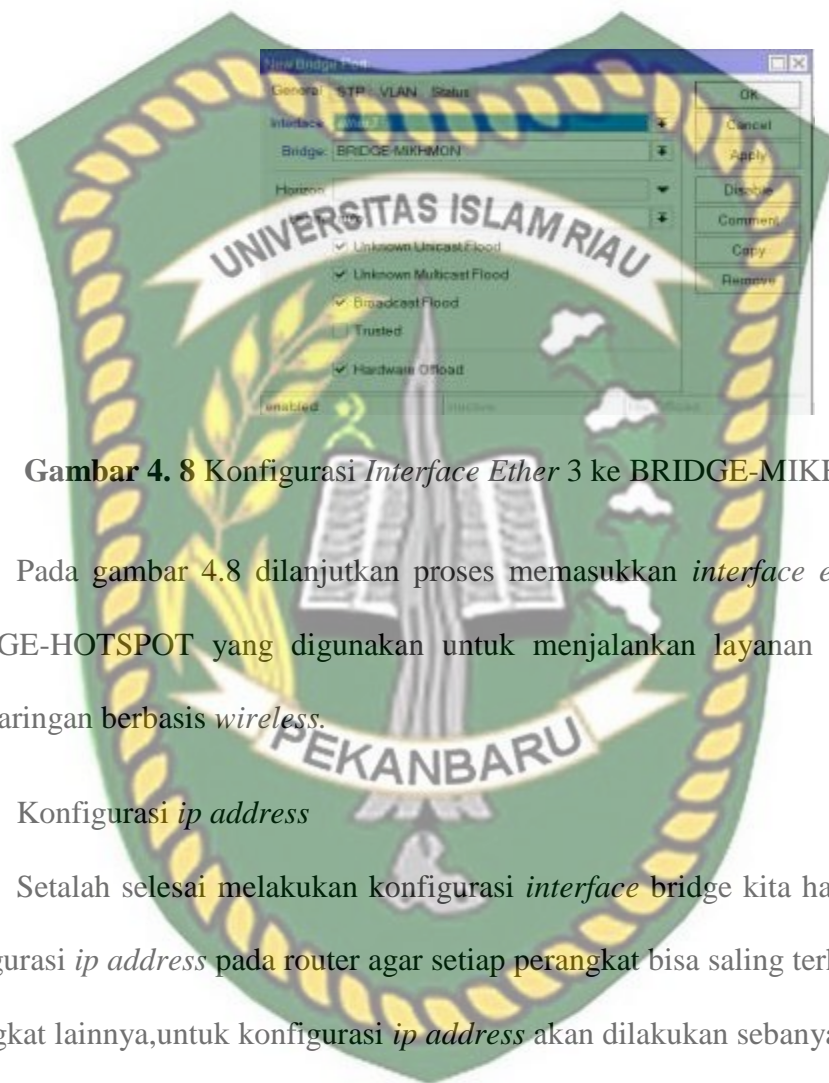 New Bridge Port
General STP VLAN Status
OK
Interface:
Cancel
Bridge: BRIDGE-MIKHMON
Apply
Horizon:
Disable
UNIVERSITAS ISLAM RIAU
Comment
Unknown Unicast Flood
Copy
Unknown Multicast Flood
Remove
Broadcast Flood
Trusted
Hardware Offload
enabled
inactive
Gambar 4. 8 Konfigurasi Interface Ether 3 ke BRIDGE-MIKH
Pada gambar 4.8 dilanjutkan proses memasukkan interface e
GE-HOTSPOT yang digunakan untuk menjalankan layanan
aringan berbasis wireless.
PEKANBARU
Konfigurasi ip address
Setalah selesai melakukan konfigurasi interface bridge kita ha
gurasi ip address pada router agar setiap perangkat bisa saling terl
gkat lainnya,untuk konfigurasi ip address akan dilakukan sebanya